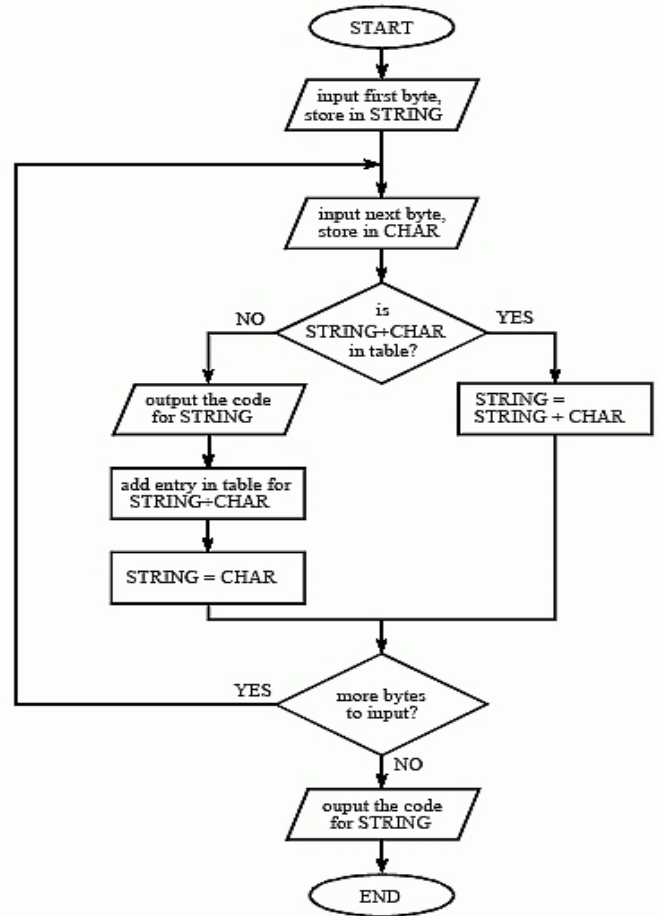 START
input first byte,
store in STRING
input next byte,
store in CHAR
is
STRING+CHAR
in table?
NO
YES
output the code
for STRING
STRING =
STRING + CHAR
add entry in table for
STRING+CHAR
STRING = CHAR
more bytes
to input?
YES
NO
ouput the code
for STRING
END